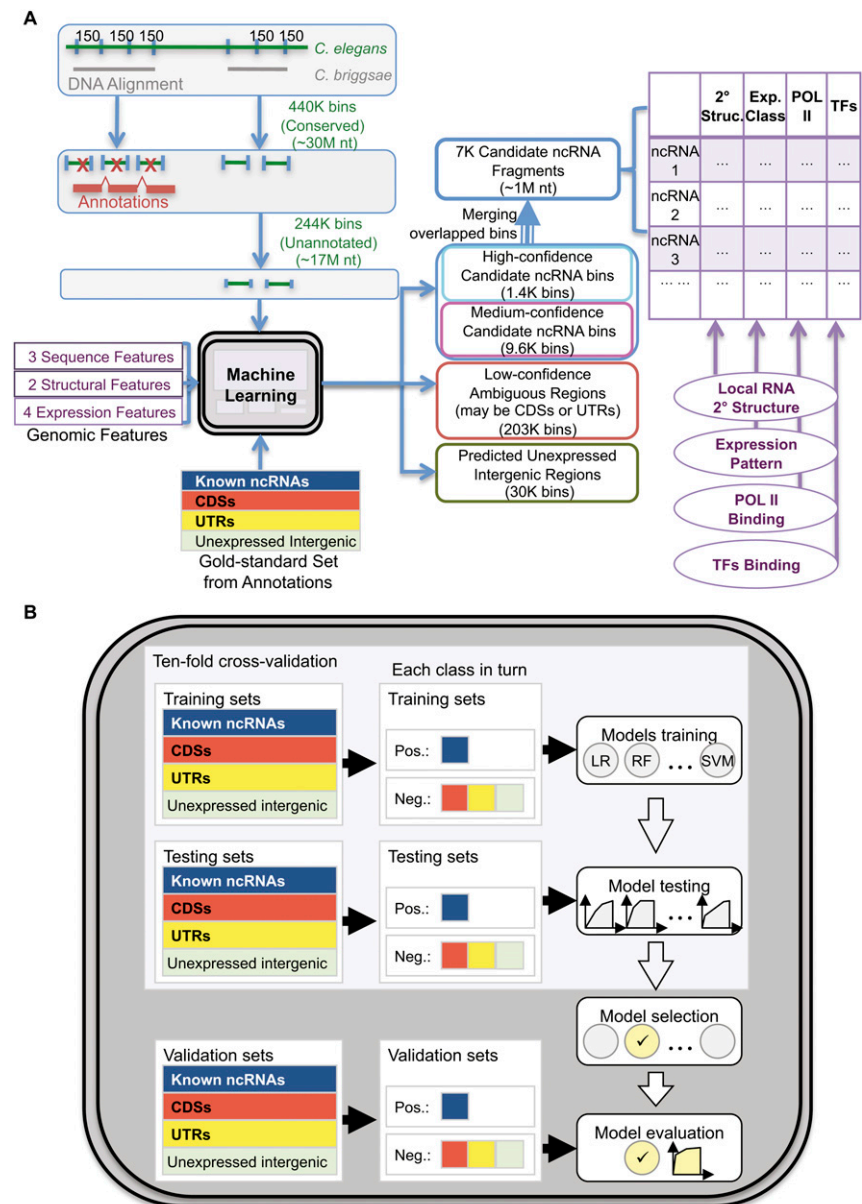 A
150 150 150 150 150
C. elegans
C. briggsae
DNA Alignment
440K bins
(Conserved)
(~30M nt)
X X X
Annotations
244K bins
(Unannotated)
(~17M nt)
3 Sequence Features
2 Structural Features
4 Expression Features
Genomic Features
Machine
Learning
Known ncRNAs
CDSs
UTRs
Unexpressed Intergenic
Gold-standard Set
from Annotations
7K Candidate ncRNA
Fragments
(~1M nt)
Merging
overlapped bins
High-confidence
Candidate ncRNA bins
(1.4K bins)
Medium-confidence
Candidate ncRNA bins
(9.6K bins)
Low-confidence
Ambiguous Regions
(may be CDSs or UTRs)
(203K bins)
Predicted Unexpressed
Intergenic Regions
(30K bins)
2° Exp. POL TFs
Struc. Class II
ncRNA
1
... ... ... ...
ncRNA
2
... ... ... ...
ncRNA
3
... ... ... ...
... ... ... ... ... ...
Local RNA
2° Structure
Expression
Pattern
POL II
Binding
TFs Binding
B
Ten-fold cross-validation
Each class in turn
Training sets
Known ncRNAs
CDSs
UTRs
Unexpressed intergenic
Training sets
Pos.:
Neg.:
Models training
LR RF ... SVM
Testing sets
Known ncRNAs
CDSs
UTRs
Unexpressed intergenic
Testing sets
Pos.:
Neg.:
Model testing
...
Model selection
✓ ...
Validation sets
Known ncRNAs
CDSs
UTRs
Unexpressed intergenic
Validation sets
Pos.:
Neg.:
Model evaluation
✓